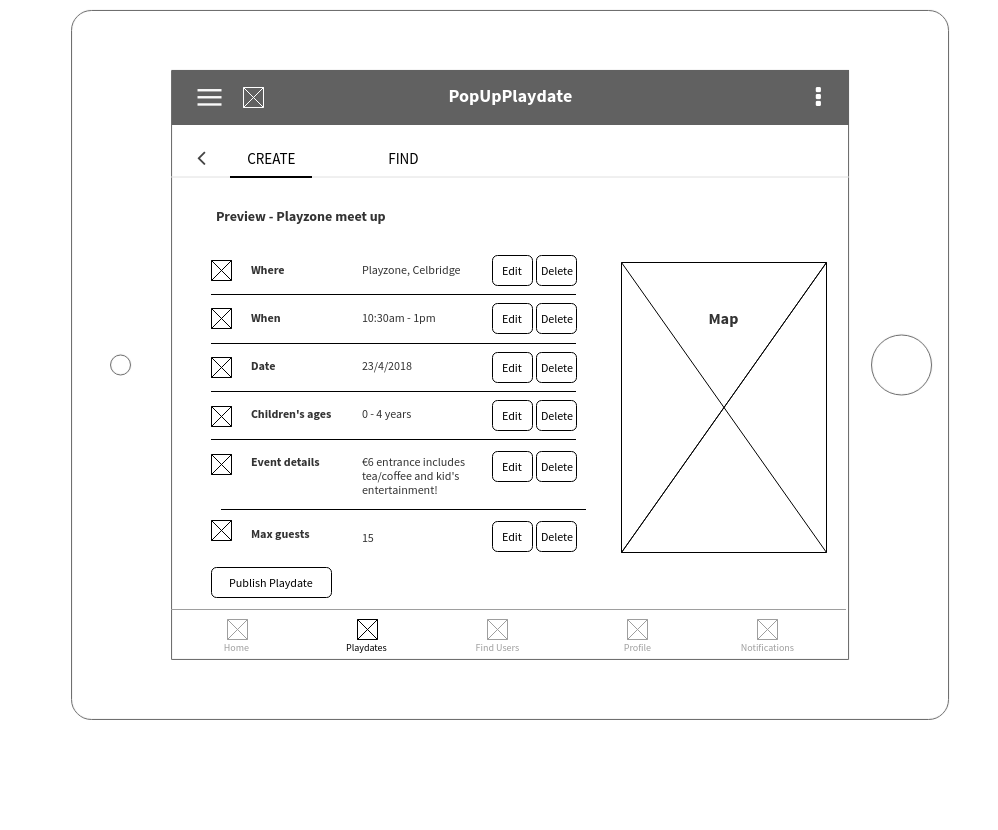 PopUpPlaydate
CREATE FIND
Preview - Playzone meet up
Where Playzone, Celbridge Edit Delete
When 10:30am - 1pm Edit Delete
Date 23/4/2018 Edit Delete
Children's ages 0 - 4 years Edit Delete
Event details €6 entrance includes Edit Delete
tea/coffee and kid's
entertainment!
Max guests 15 Edit Delete
Map
Publish Playdate
Home Playdates Find Users Profile Notifications